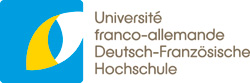 Université
franco-allemande
Deutsch-Französische
Hochschule